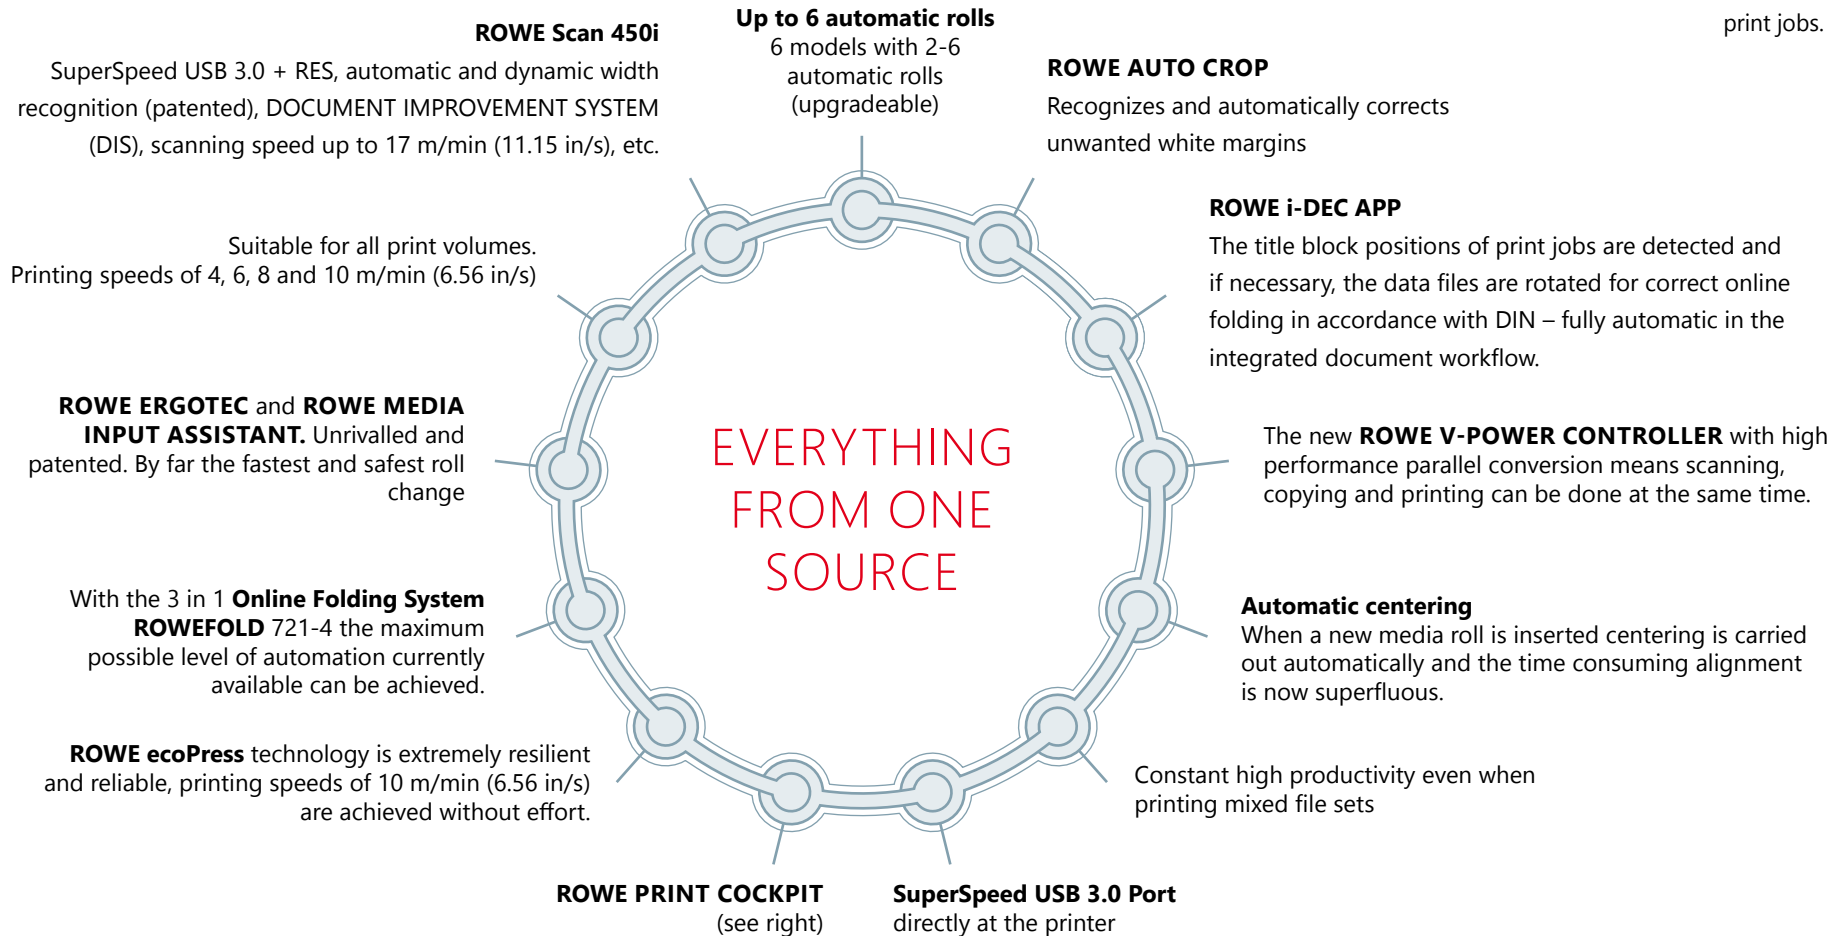 print jobs.
ROWE Scan 450i
SuperSpeed USB 3.0 + RES, automatic and dynamic width
recognition (patented), DOCUMENT IMPROVEMENT SYSTEM
(DIS), scanning speed up to 17 m/min (11.15 in/s), etc.
Up to 6 automatic rolls
6 models with 2-6
automatic rolls
(upgradeable)
ROWE AUTO CROP
Recognizes and automatically corrects
unwanted white margins
ROWE i-DEC APP
The title block positions of print jobs are detected and
if necessary, the data files are rotated for correct online
folding in accordance with DIN – fully automatic in the
integrated document workflow.
Suitable for all print volumes.
Printing speeds of 4, 6, 8 and 10 m/min (6.56 in/s)
ROWE ERGOTEC and ROWE MEDIA
INPUT ASSISTANT. Unrivalled and
patented. By far the fastest and safest roll
change
EVERYTHING
FROM ONE
SOURCE
The new ROWE V-POWER CONTROLLER with high
performance parallel conversion means scanning,
copying and printing can be done at the same time.
With the 3 in 1 Online Folding System
ROWEFOLD 721-4 the maximum
possible level of automation currently
available can be achieved.
Automatic centering
When a new media roll is inserted centering is carried
out automatically and the time consuming alignment
is now superfluous.
ROWE ecoPress technology is extremely resilient
and reliable, printing speeds of 10 m/min (6.56 in/s)
are achieved without effort.
Constant high productivity even when
printing mixed file sets
ROWE PRINT COCKPIT
(see right)
SuperSpeed USB 3.0 Port
directly at the printer